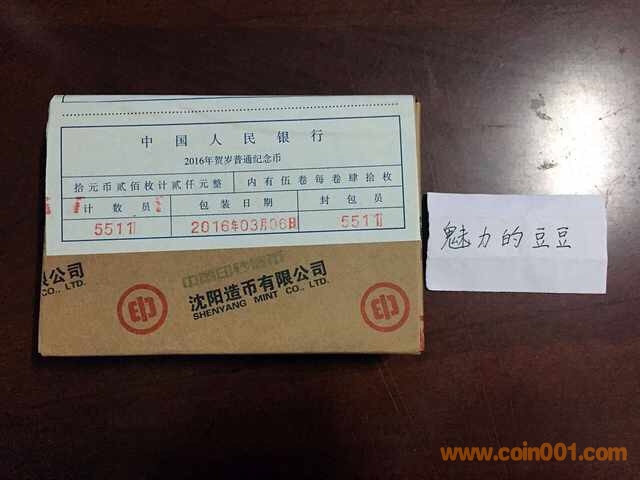 中国人民银行
2016年贺岁普通纪念币
拾元币贰佰枚计贰仟元整 内有伍卷每卷肆拾枚
计数员 包装日期 封包员
5511 2016年03月06日 5511
公司 中国印钞造币
CO., LTD. 沈阳造币有限公司
SHENYANG MINT CO., LTD.
魅力的豆豆
www.coin001.com